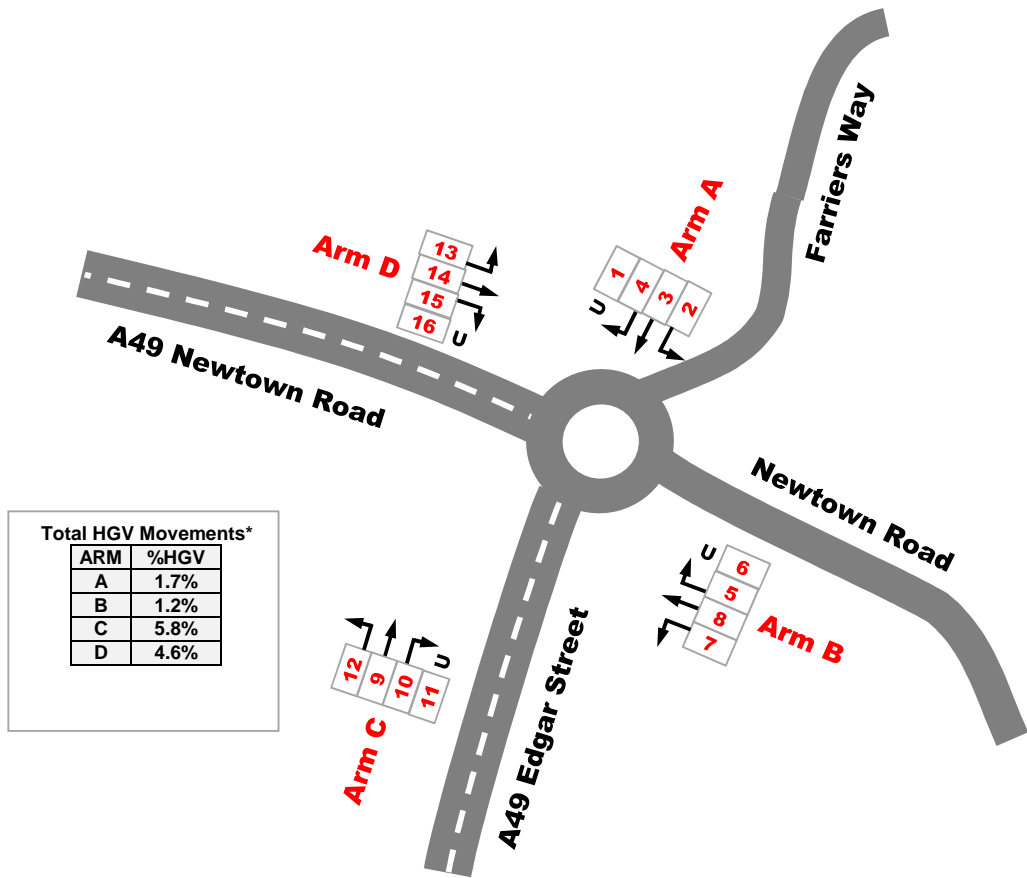 Farriers Way
Arm A
1
4
3
2
U
Arm D
13
14
15
16
U
A49 Newtown Road
Newtown Road
U
6
5
8
7
Arm B
Total HGV Movements*
ARM %HGV
A 1.7%
B 1.2%
C 5.8%
D 4.6%
12
9
10
11
U
Arm C
A49 Edgar Street